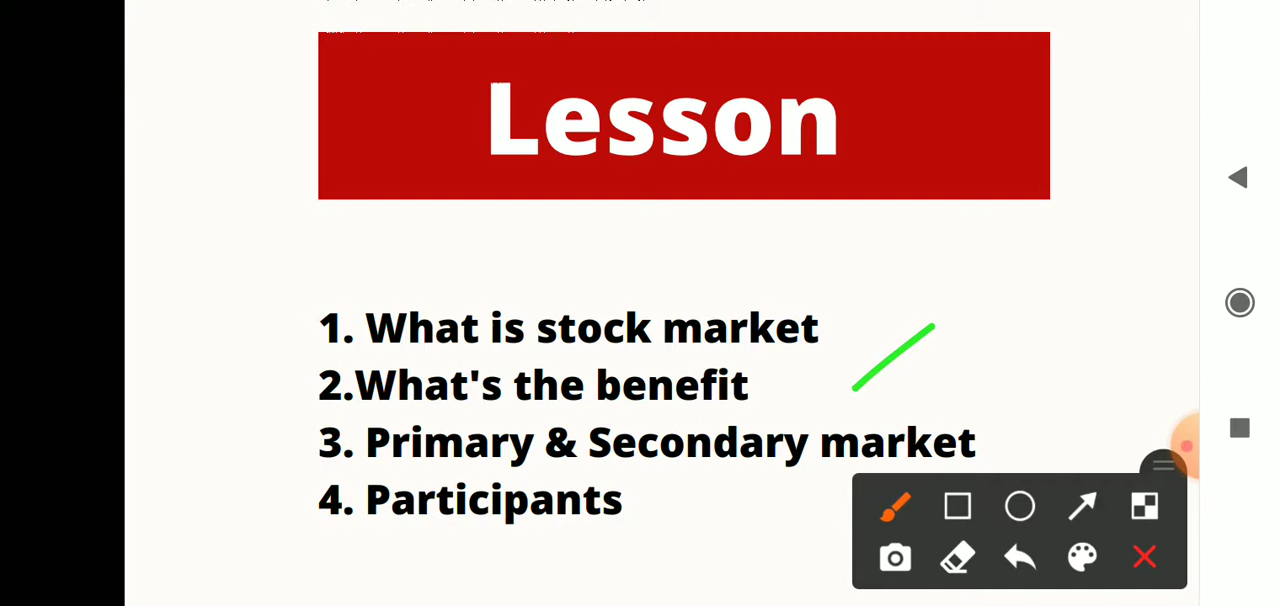 Lesson
1. What is stock market
2.What's the benefit
3. Primary & Secondary market
4. Participants